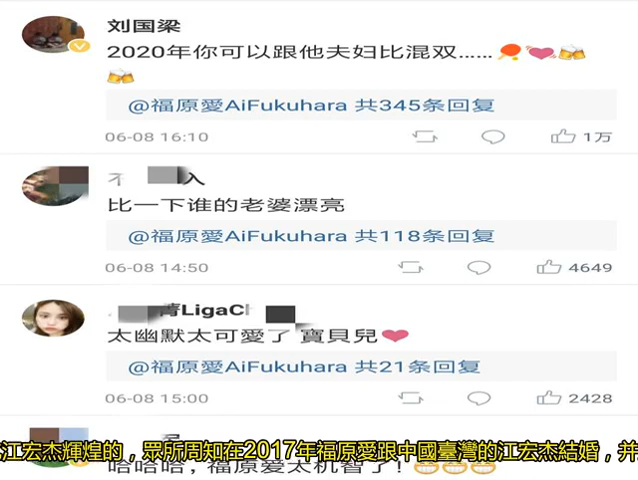 刘国梁
2020年你可以跟他夫妇比混双......
@福原愛AiFukuhara 共345条回复
06-08 16:10
1万
入
比一下谁的老婆漂亮
@福原愛AiFukuhara 共118条回复
06-08 14:50
4649
LigaC
太幽默太可愛了 寶貝兒
@福原愛AiFukuhara 共21条回复
06-08 15:00
2428
江宏杰輝煌的，眾所周知在2017年福原愛跟中國臺灣的江宏杰結婚，并
哈哈哈，福原爱太机智了!